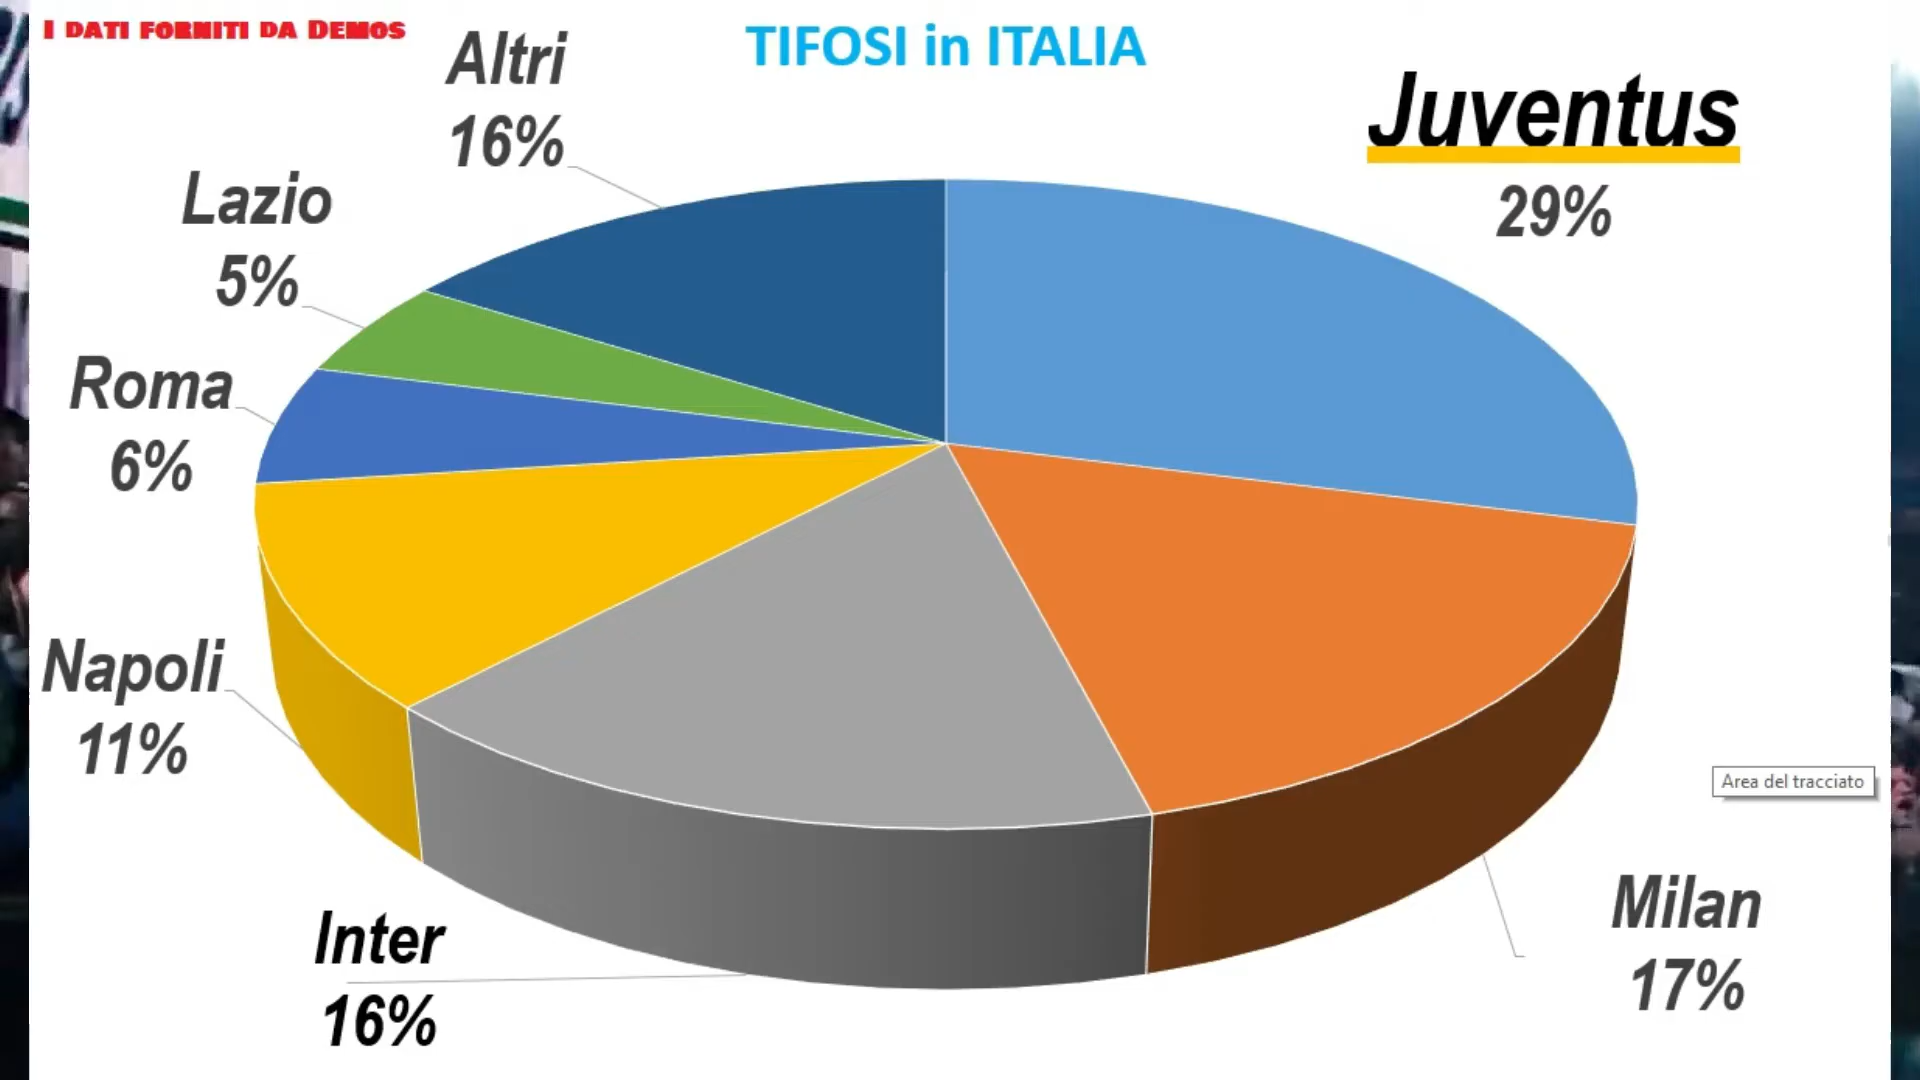 I DATI FORNITI DA DEMOS
TIFOSI in ITALIA
Altri
16%
Juventus
29%
Lazio
5%
Roma
6%
Napoli
11%
Area del tracciato
Inter
16%
Milan
17%